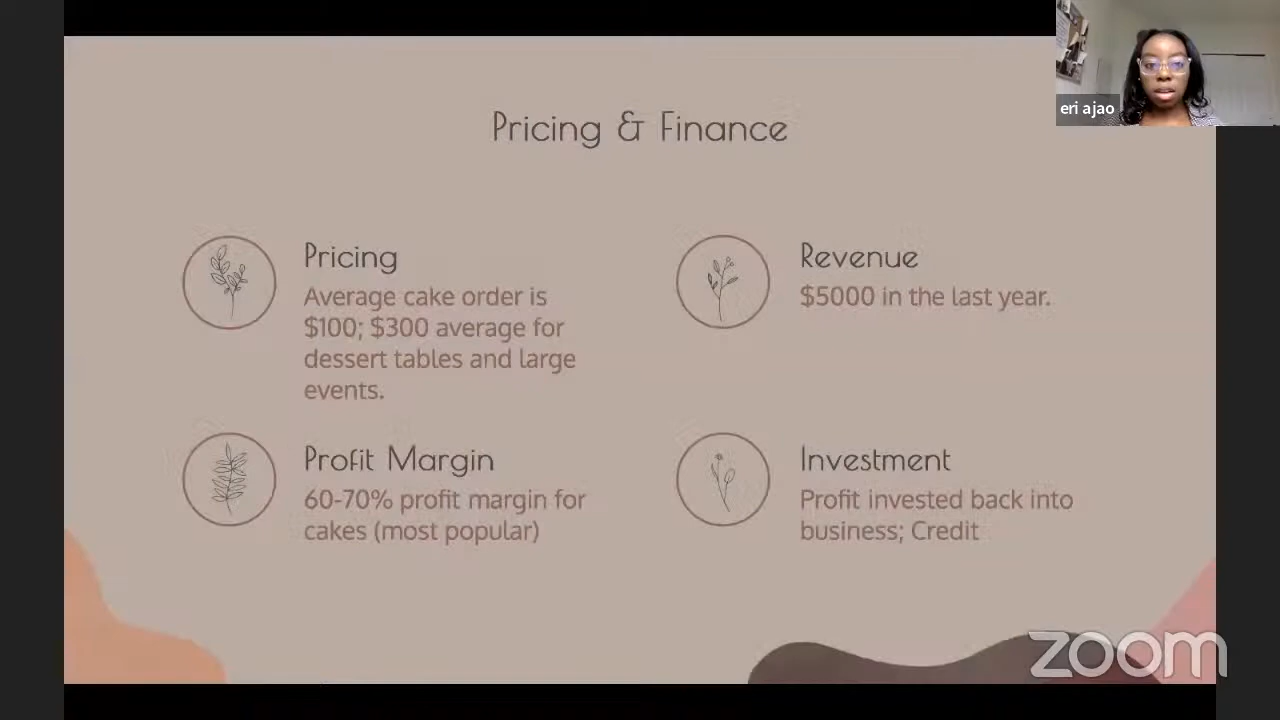 eri ajao
Pricing & Finance
Pricing
Average cake order is
$100; $300 average for
dessert tables and large
events.
Revenue
$5000 in the last year.
Profit Margin
60-70% profit margin for
cakes (most popular)
Investment
Profit invested back into
business; Credit
zoom